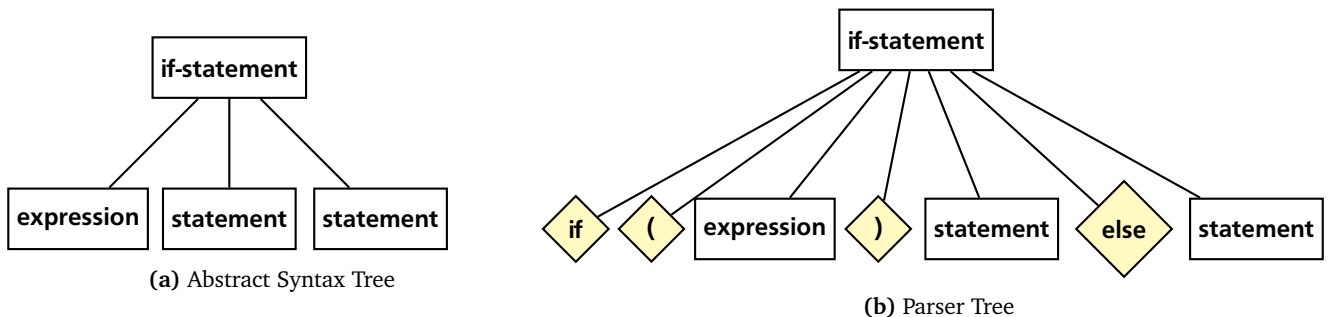 if-statement
expression statement statement
(a) Abstract Syntax Tree
if-statement
if ( expression ) statement else statement
(b) Parser Tree